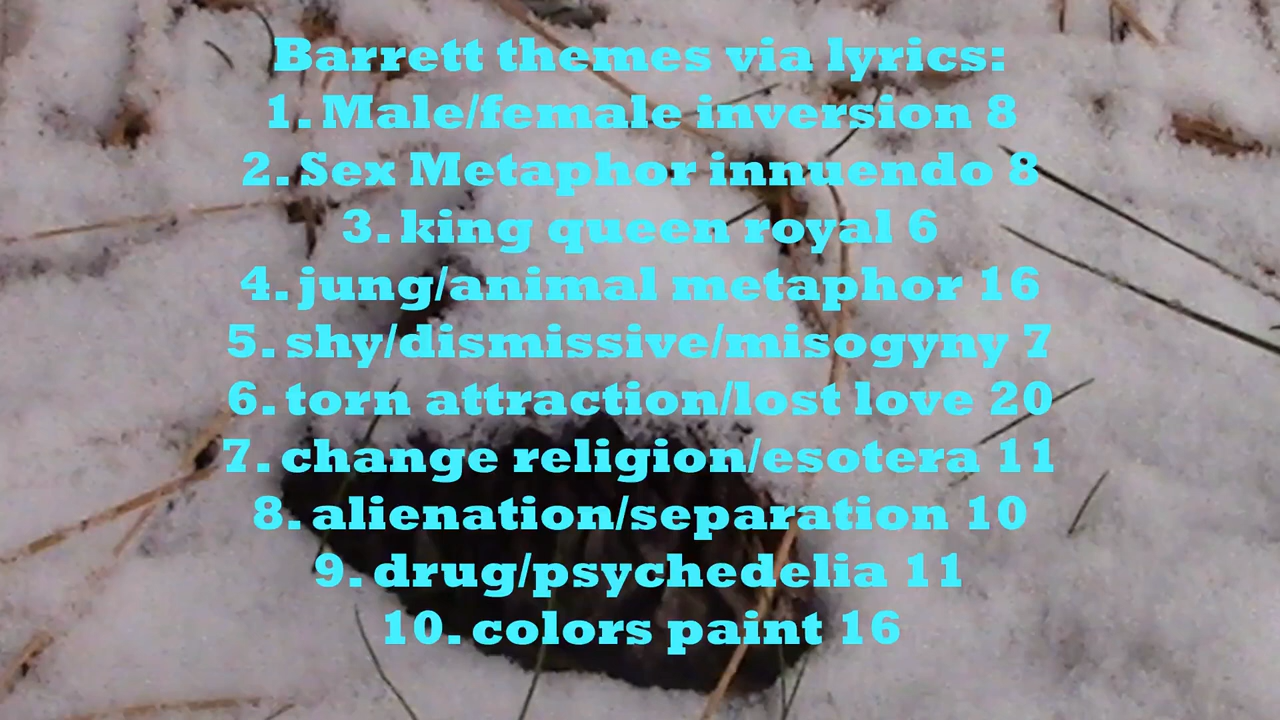 Barrett themes via lyrics:
1. Male/female inversion 8
2. Sex Metaphor innuendo 8
3. king queen royal 6
4. jung/animal metaphor 16
5. shy/dismissive/misogyny 7
6. torn attraction/lost love 20
7. change religion/esotera 11
8. alienation/separation 10
9. drug/psychedelia 11
10. colors paint 16